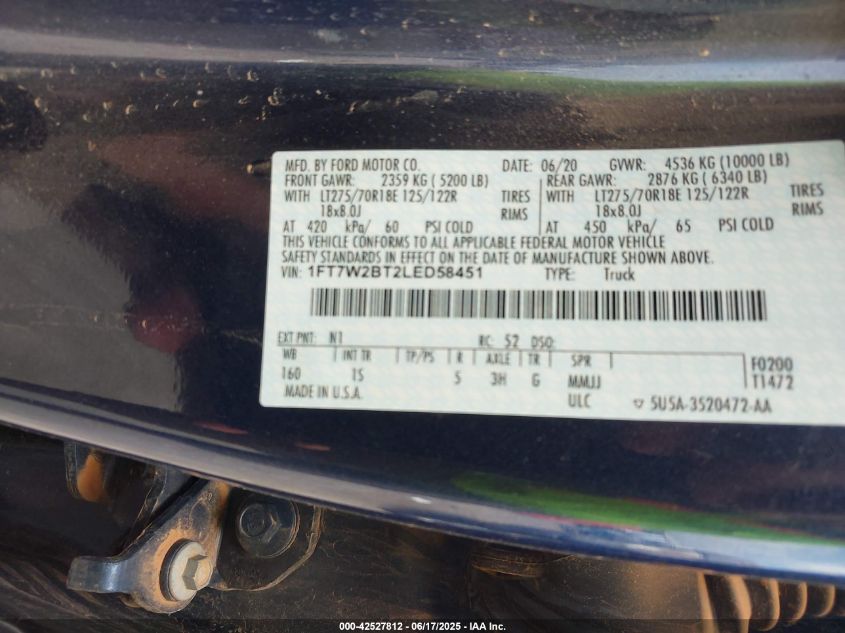 MFD. BY FORD MOTOR CO. DATE: 06/20 GVWR: 4536 KG (10000 LB)
FRONT GAWR: 2359 KG ( 5200 LB) REAR GAWR: 2876 KG ( 6340 LB)
WITH LT275/70R18E 125/122R TIRES WITH LT275/70R18E 125/122R TIRES
18x8.0J RIMS 18x8.0J RIMS
AT 420 kPa/ 60 PSI COLD AT 450 kPa/ 65 PSI COLD
THIS VEHICLE CONFORMS TO ALL APPLICABLE FEDERAL MOTOR VEHICLE
SAFETY STANDARDS IN EFFECT ON THE DATE OF MANUFACTURE SHOWN ABOVE.
VIN: 1FT7W2BT2LED58451 TYPE: Truck
EXT PNT: N1 RC: 52 DSO:
WB INT TR TP/PS R AXLE TR SPR F0200
160 TS 5 3H G MMJJ T1472
MADE IN U.S.A. ULC 5U5A-3520472-AA
000-42527812 - 06/17/2025 - IAA, Inc.